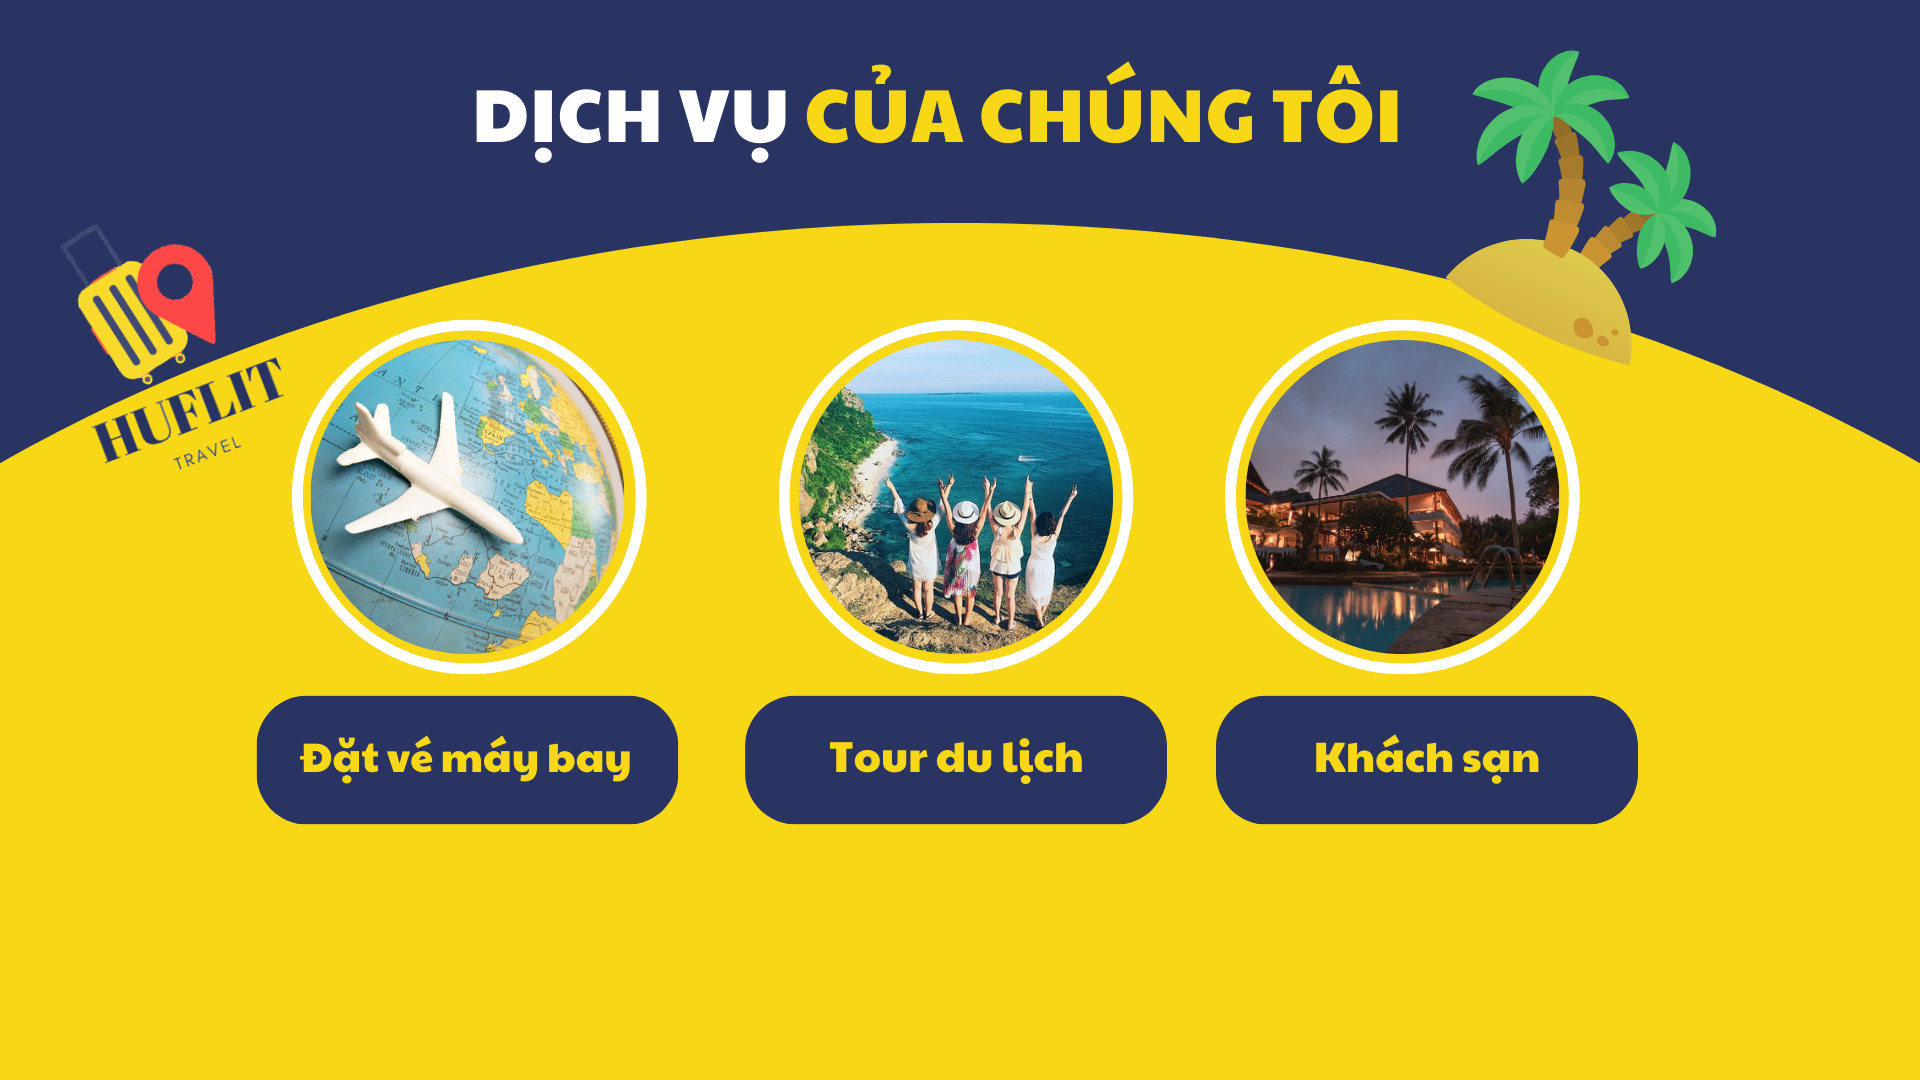 DỊCH VỤ CỦA CHÚNG TÔI
HUFLIT
TRAVEL
Đặt vé máy bay
Tour du lịch
Khách sạn